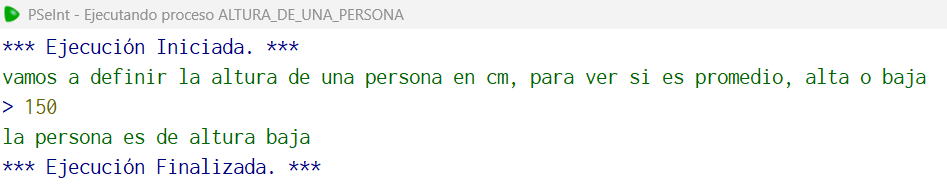 PSeInt - Ejecutando proceso ALTURA_DE_UNA_PERSONA
*** Ejecución Iniciada. ***
vamos a definir la altura de una persona en cm, para ver si es promedio, alta o baja
> 150
la persona es de altura baja
*** Ejecución Finalizada. ***